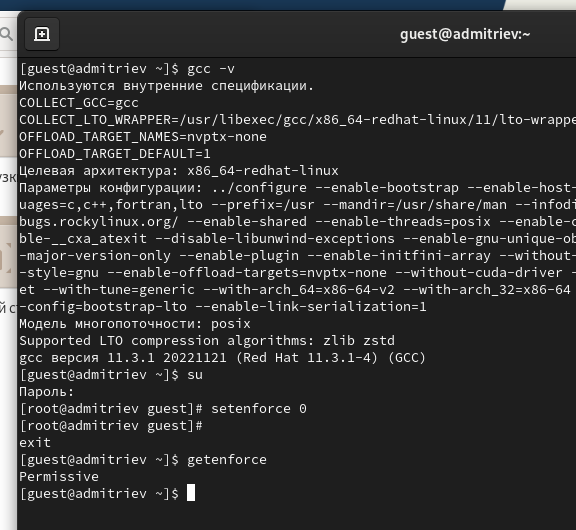 guest@admitriev:~
[guest@admitriev ~]$ gcc -v
Используются внутренние спецификации.
COLLECT_GCC=gcc
COLLECT_LTO_WRAPPER=/usr/libexec/gcc/x86_64-redhat-linux/11/lto-wrappe
OFFLOAD_TARGET_NAMES=nvptx-none
OFFLOAD_TARGET_DEFAULT=1
Целевая архитектура: x86_64-redhat-linux
Параметры конфигурации: ../configure --enable-bootstrap --enable-host-
uages=c,c++,fortran,lto --prefix=/usr --mandir=/usr/share/man --infodi
bugs.rockylinux.org/ --enable-shared --enable-threads=posix --enable-c
ble-__cxa_atexit --disable-libunwind-exceptions --enable-gnu-unique-ob
-major-version-only --enable-plugin --enable-initfini-array --without-
-style=gnu --enable-offload-targets=nvptx-none --without-cuda-driver -
et --with-tune=generic --with-arch_64=x86-64-v2 --with-arch_32=x86-64
-config=bootstrap-lto --enable-link-serialization=1
Модель многопоточности: posix
Supported LTO compression algorithms: zlib zstd
gcc версия 11.3.1 20221121 (Red Hat 11.3.1-4) (GCC)
[guest@admitriev ~]$ su
Пароль:
[root@admitriev guest]# setenforce 0
[root@admitriev guest]#
exit
[guest@admitriev ~]$ getenforce
Permissive
[guest@admitriev ~]$